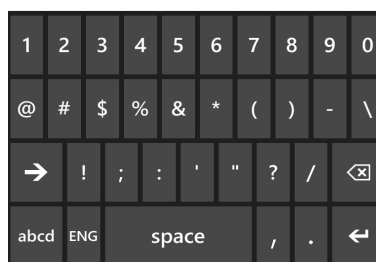 1 2 3 4 5 6 7 8 9 0
@ # $ % & * ( ) - \
! ; : ' " ? /
abcd ENG space , .